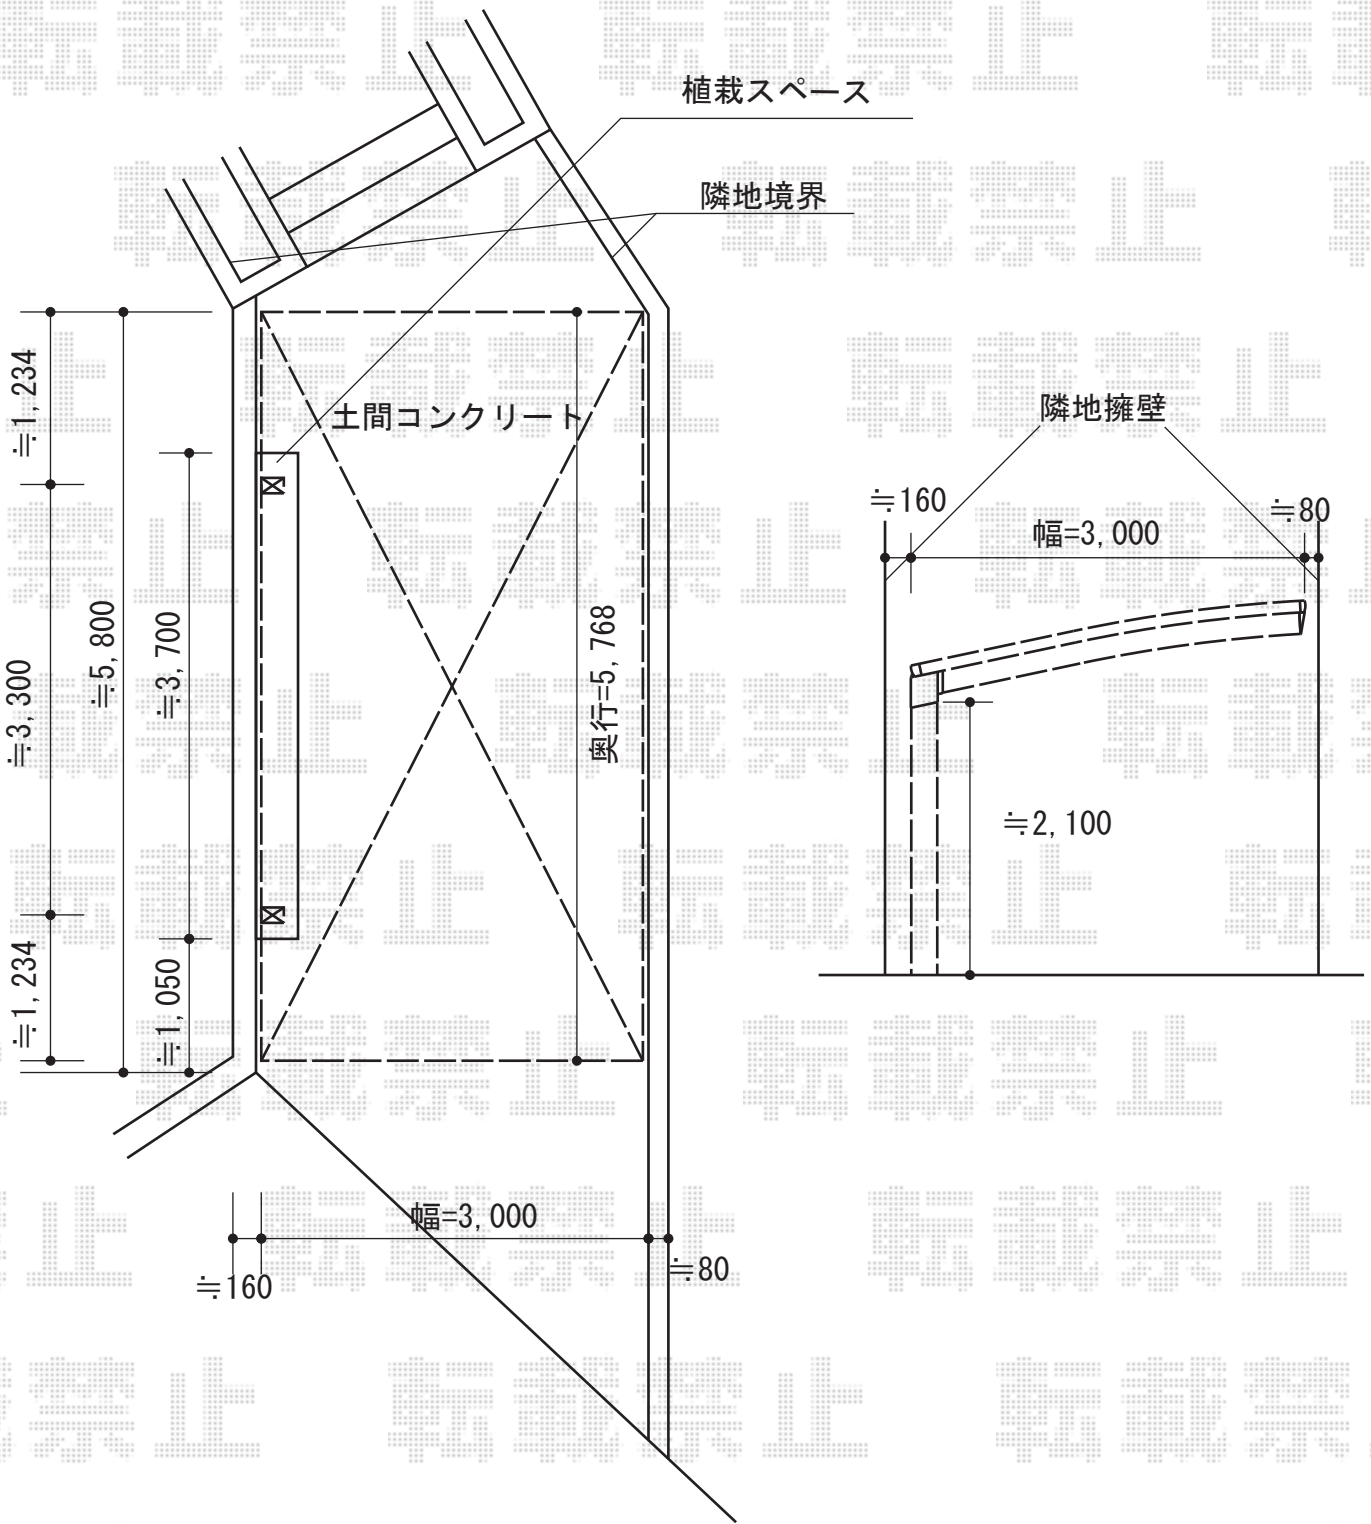 植栽スペース
隣地境界
土間コンクリート
≒1,234
≒3,300
≒1,234
≒5,800
≒3,700
≒1,050
奥行=5,768
幅=3,000
≒160
≒80
隣地擁壁
≒160
幅=3,000
≒80
≒2,100
転載禁止